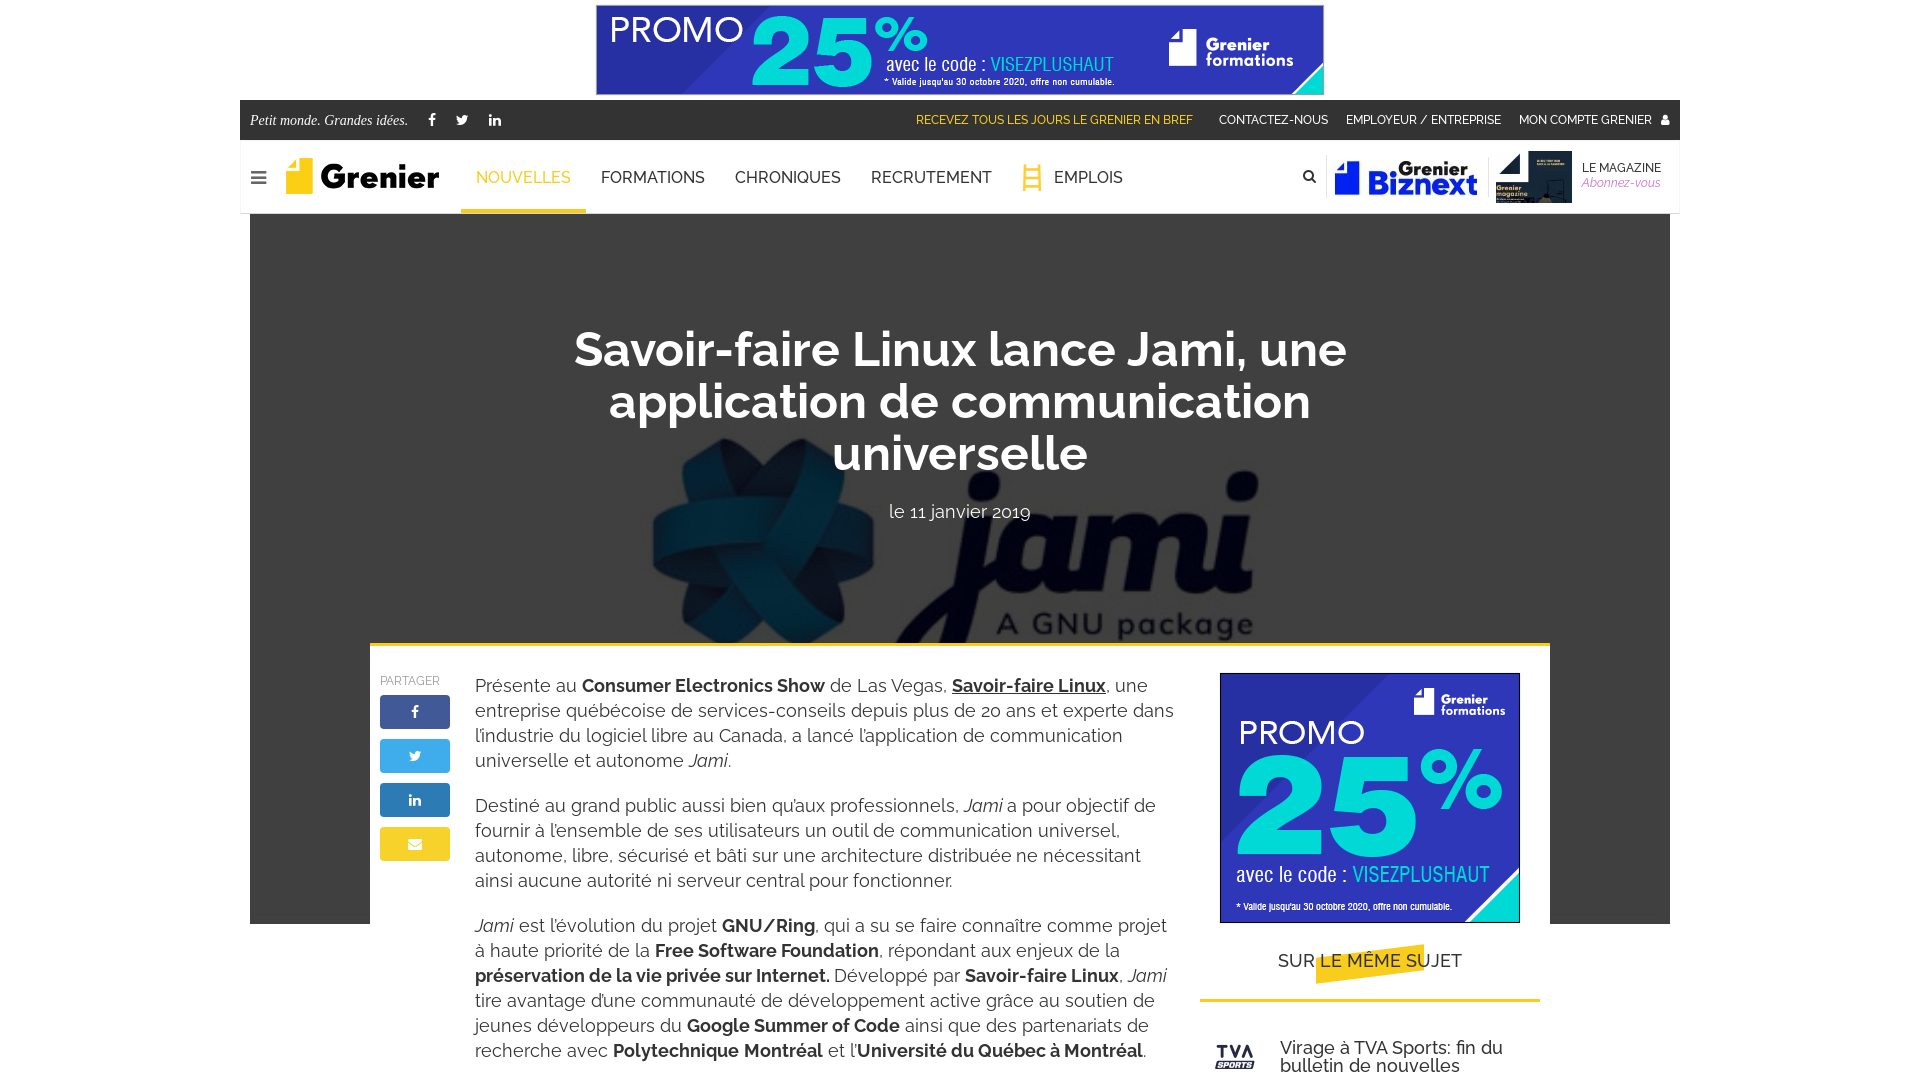 PROMO 25%
avec le code : VISEZPLUSHAUT
* Valide jusqu'au 30 octobre 2020, offre non cumulable.
Grenier
formations
Petit monde. Grandes idées.
RECEVEZ TOUS LES JOURS LE GRENIER EN BREF
CONTACTEZ-NOUS
EMPLOYEUR / ENTREPRISE
MON COMPTE GRENIER
Grenier
NOUVELLES
FORMATIONS
CHRONIQUES
RECRUTEMENT
EMPLOIS
Grenier
Biznext
Grenier
magazine
LE MAGAZINE
Abonnez-vous
Savoir-faire Linux lance Jami, une
application de communication
universelle
le 11 janvier 2019
jami
A GNU package
PARTAGER
Présente au Consumer Electronics Show de Las Vegas, Savoir-faire Linux, une
entreprise québécoise de services-conseils depuis plus de 20 ans et experte dans
l’industrie du logiciel libre au Canada, a lancé l’application de communication
universelle et autonome Jami.
Destiné au grand public aussi bien qu’aux professionnels, Jami a pour objectif de
fournir à l’ensemble de ses utilisateurs un outil de communication universel,
autonome, libre, sécurisé et bâti sur une architecture distribuée ne nécessitant
ainsi aucune autorité ni serveur central pour fonctionner.
Jami est l’évolution du projet GNU/Ring, qui a su se faire connaître comme projet
à haute priorité de la Free Software Foundation, répondant aux enjeux de la
préservation de la vie privée sur Internet. Développé par Savoir-faire Linux, Jami
tire avantage d’une communauté de développement active grâce au soutien de
jeunes développeurs du Google Summer of Code ainsi que des partenariats de
recherche avec Polytechnique Montréal et l’Université du Québec à Montréal.
Grenier
formations
PROMO
25%
avec le code : VISEZPLUSHAUT
* Valide jusqu'au 30 octobre 2020, offre non cumulable.
SUR LE MÊME SUJET
TVA
SPORTS
Virage à TVA Sports: fin du
bulletin de nouvelles